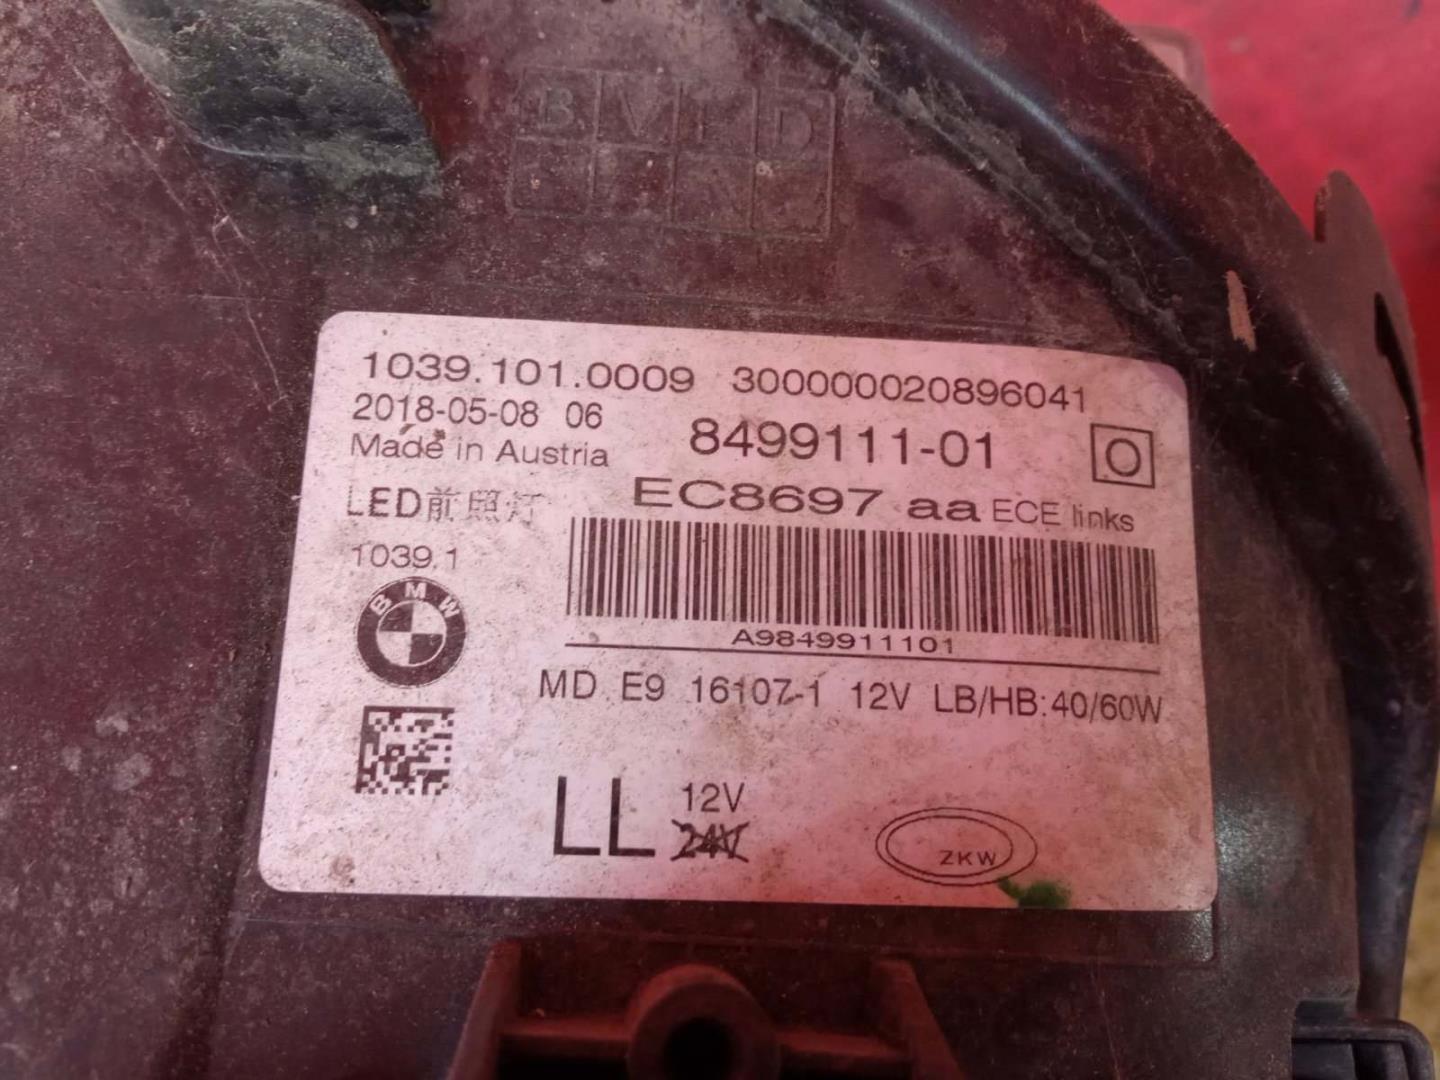 B M F D
1039.101.0009 300000020896041
2018-05-08 06
8499111-01
O
Made in Austria
EC8697 aa ECE links
LED前照灯
1039.1
BMW
A9849911101
MD E9 16107-1 12V LB/HB:40/60W
LL 12V
24V
ZKW